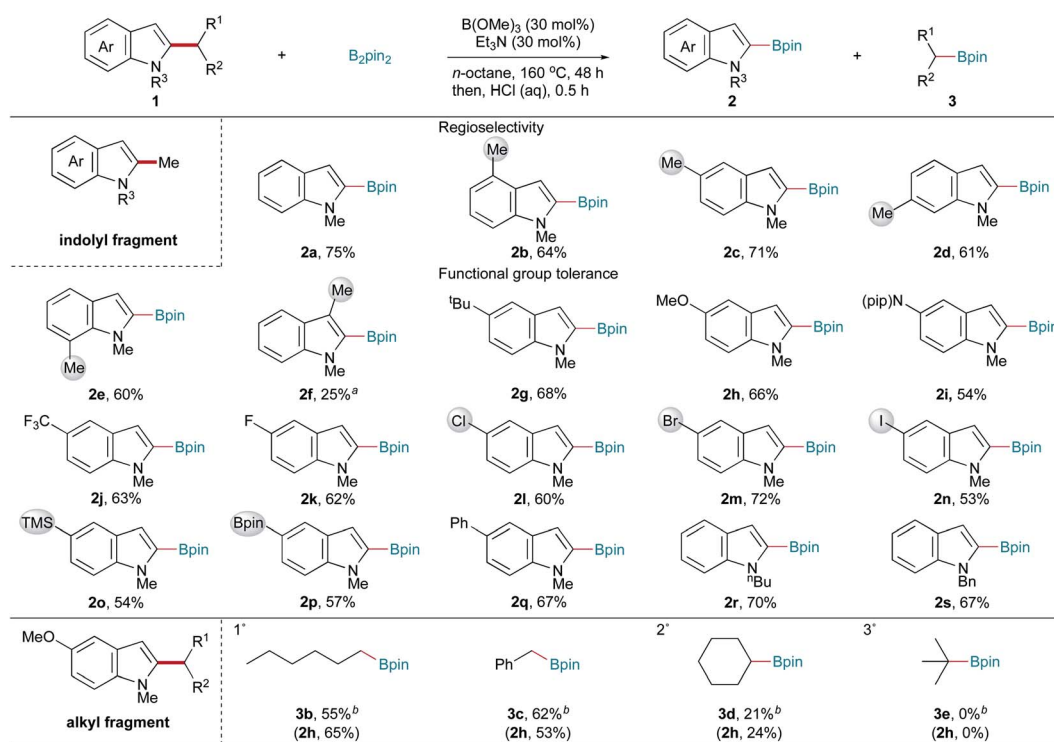 Ar
N
R³
R¹
R²
1
+
B₂pin₂
B(OMe)₃ (30 mol%)
Et₃N (30 mol%)
n-octane, 160 °C, 48 h
then, HCl (aq), 0.5 h
Ar
N
R³
Bpin
2
+
R¹
R²
Bpin
3
Ar
N
R³
Me
indolyl fragment
Regioselectivity
N
Me
Bpin
2a, 75%
Me
N
Me
Bpin
2b, 64%
Me
N
Me
Bpin
2c, 71%
Me
N
Me
Bpin
2d, 61%
Functional group tolerance
Me
N
Me
Bpin
2e, 60%
Me
N
Me
Bpin
2f, 25%ᵃ
ᵗBu
N
Me
Bpin
2g, 68%
MeO
N
Me
Bpin
2h, 66%
(pip)N
N
Me
Bpin
2i, 54%
F₃C
N
Me
Bpin
2j, 63%
F
N
Me
Bpin
2k, 62%
Cl
N
Me
Bpin
2l, 60%
Br
N
Me
Bpin
2m, 72%
I
N
Me
Bpin
2n, 53%
TMS
N
Me
Bpin
2o, 54%
Bpin
N
Me
Bpin
2p, 57%
Ph
N
Me
Bpin
2q, 67%
N
ⁿBu
Bpin
2r, 70%
N
Bn
Bpin
2s, 67%
MeO
N
Me
R¹
R²
alkyl fragment
1°
Bpin
3b, 55%ᵇ
(2h, 65%)
Ph
Bpin
3c, 62%ᵇ
(2h, 53%)
2°
Bpin
3d, 21%ᵇ
(2h, 24%)
3°
Bpin
3e, 0%ᵇ
(2h, 0%)